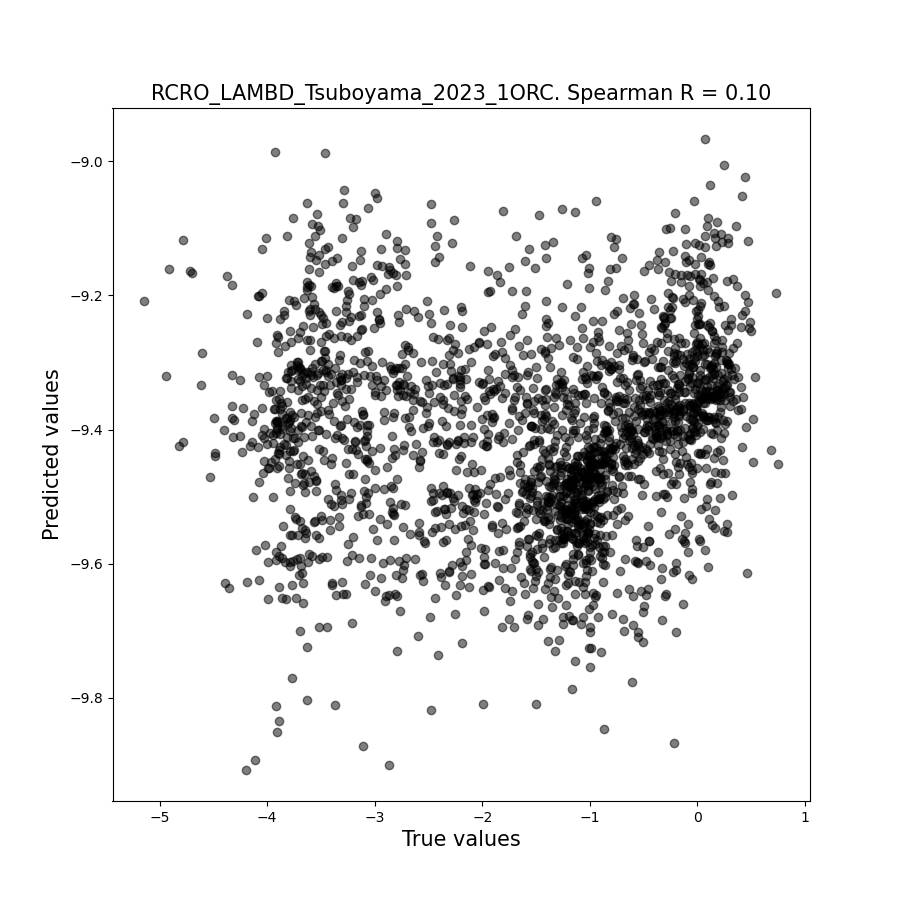 RCRO_LAMBD_Tsuboyama_2023_1ORC. Spearman R = 0.10
−9.0
−9.2
−9.4
−9.6
−9.8
Predicted values
−5 −4 −3 −2 −1 0 1
True values